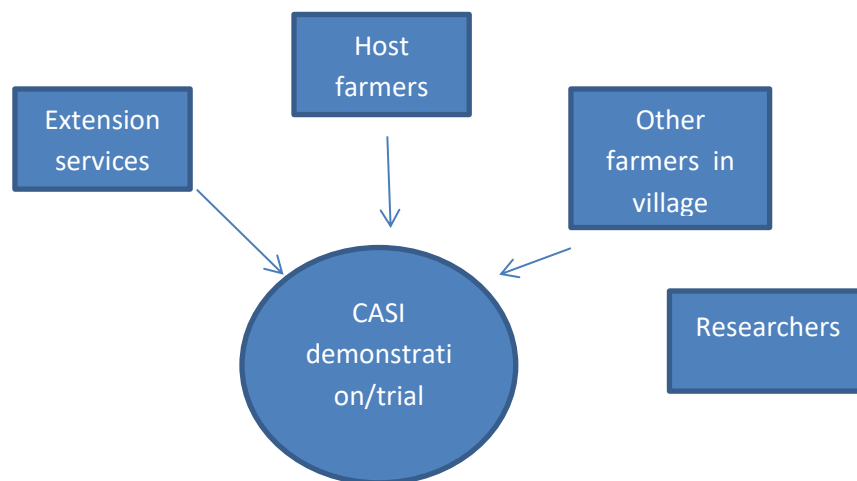 Host
farmers
Extension
services
Other
farmers in
village
Researchers
CASI
demonstrati
on/trial